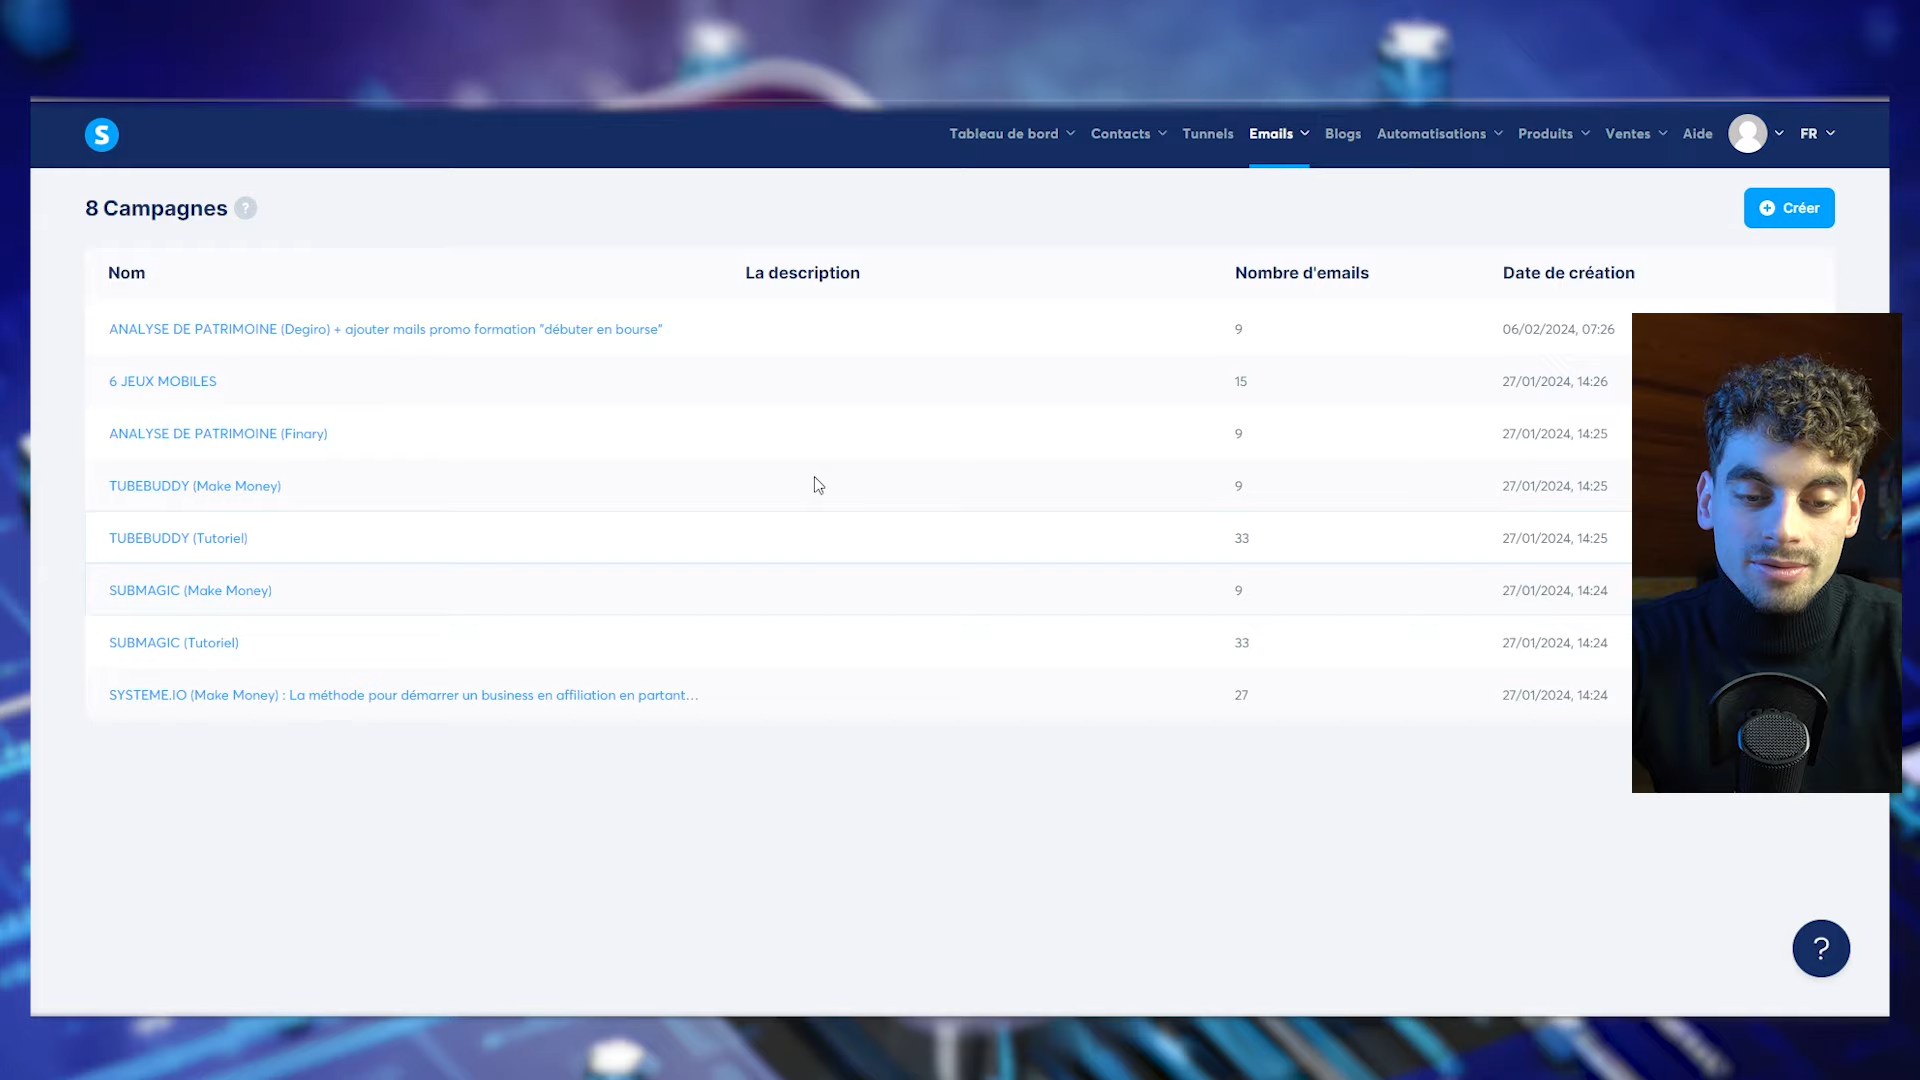 S
Tableau de bord Contacts Tunnels Emails Blogs Automatisations Produits Ventes Aide FR
8 Campagnes ?
Créer
Nom La description Nombre d'emails Date de création
ANALYSE DE PATRIMOINE (Degiro) + ajouter mails promo formation "débuter en bourse" 9 06/02/2024, 07:26
6 JEUX MOBILES 15 27/01/2024, 14:26
ANALYSE DE PATRIMOINE (Finary) 9 27/01/2024, 14:25
TUBEBUDDY (Make Money) 9 27/01/2024, 14:25
TUBEBUDDY (Tutoriel) 33 27/01/2024, 14:25
SUBMAGIC (Make Money) 9 27/01/2024, 14:24
SUBMAGIC (Tutoriel) 33 27/01/2024, 14:24
SYSTEME.IO (Make Money) : La méthode pour démarrer un business en affiliation en partant... 27 27/01/2024, 14:24
?